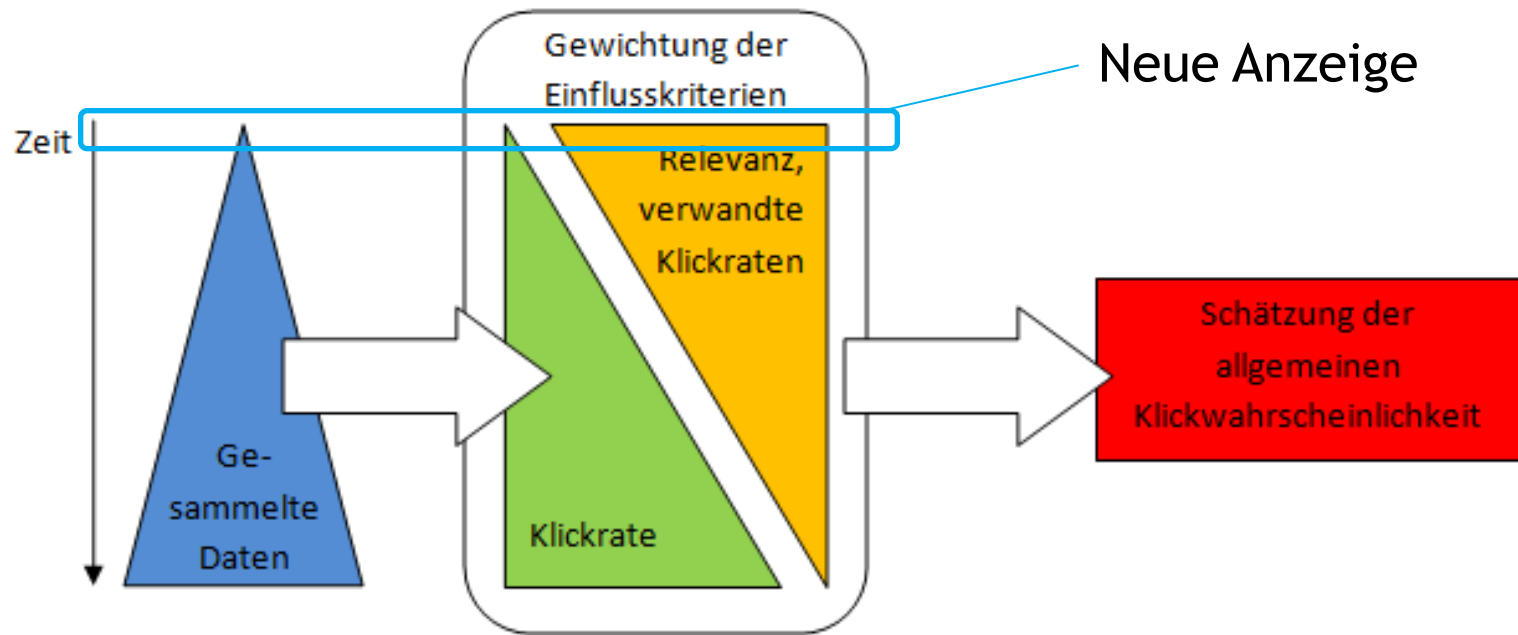 Gewichtung der
Einflusskriterien
Neue Anzeige
Zeit
Relevanz,
verwandte
Klickraten
Ge-
sammelte
Daten
Klickrate
Schätzung der
allgemeinen
Klickwahrscheinlichkeit